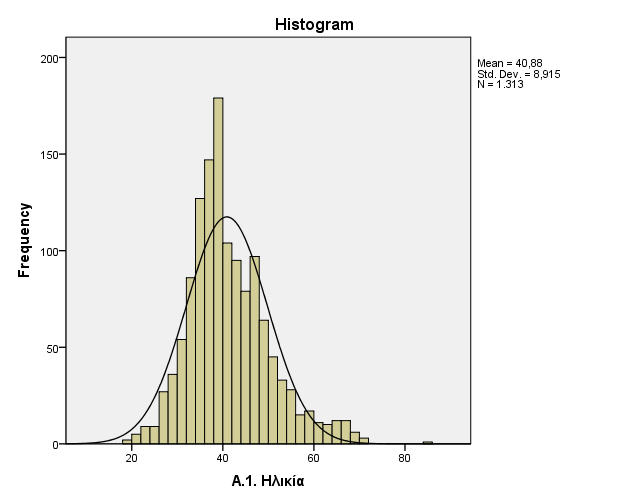 Histogram
Mean = 40,88
Std. Dev. = 8,915
N = 1.313
200
150
100
50
0
Frequency
20 40 60 80
Α.1. Ηλικία